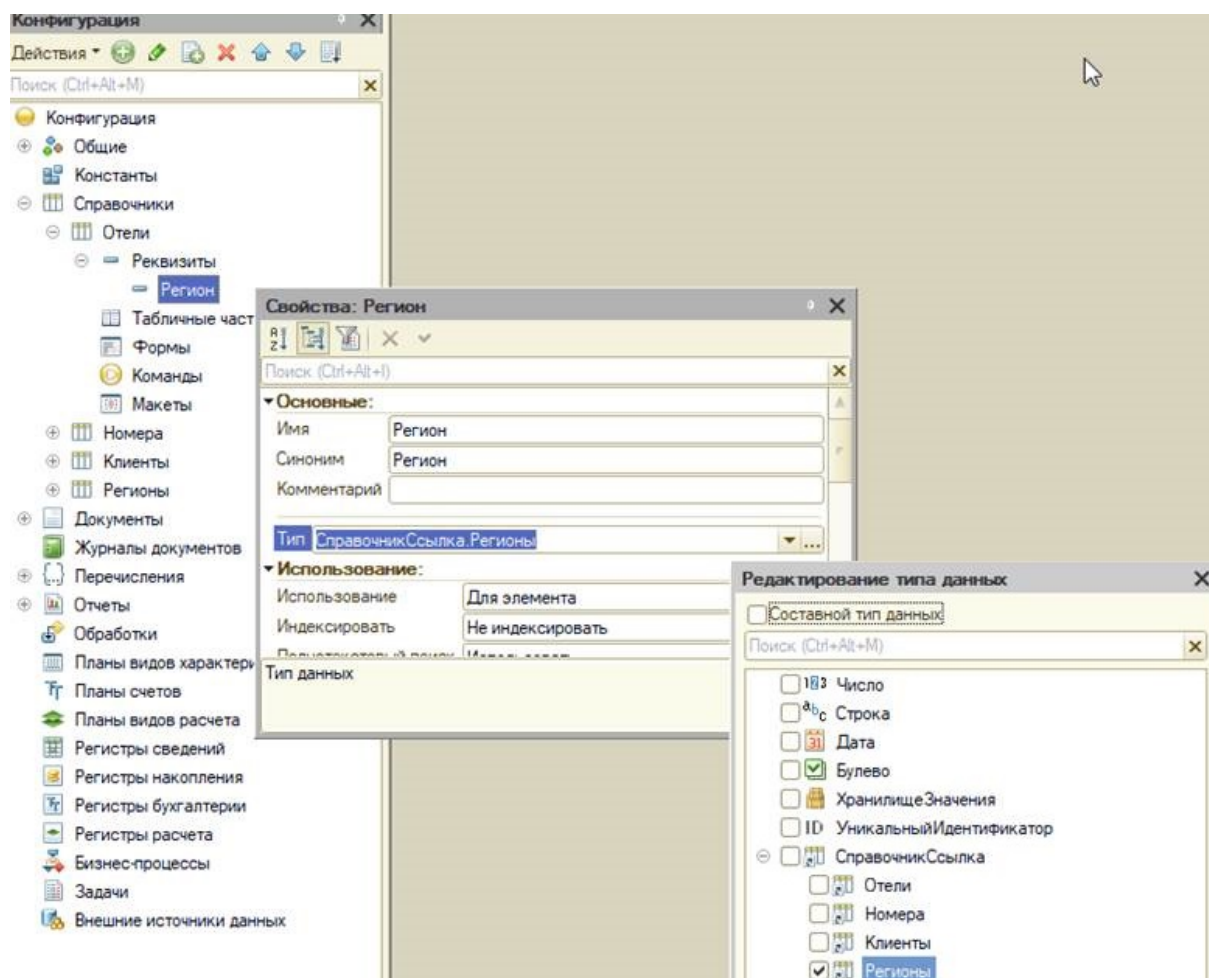 Конфигурация
Действия
Поиск (Ctrl+Alt+M)
Конфигурация
Общие
Константы
Справочники
Отели
Реквизиты
Регион
Табличные част
Формы
Команды
Макеты
Номера
Клиенты
Регионы
Документы
Журналы документов
Перечисления
Отчеты
Обработки
Планы видов характери
Планы счетов
Планы видов расчета
Регистры сведений
Регистры накопления
Регистры бухгалтерии
Регистры расчета
Бизнес-процессы
Задачи
Внешние источники данных
Свойства: Регион
Поиск (Ctrl+Alt+I)
Основные:
Имя Регион
Синоним Регион
Комментарий
Тип СправочникСсылка.Регионы
Использование:
Использование Для элемента
Индексировать Не индексировать
Полнотекстовый поиск Использовать
Тип данных
Редактирование типа данных
Составной тип данных
Поиск (Ctrl+Alt+M)
Число
Строка
Дата
Булево
ХранилищеЗначения
ID УникальныйИдентификатор
СправочникСсылка
Отели
Номера
Клиенты
Регионы